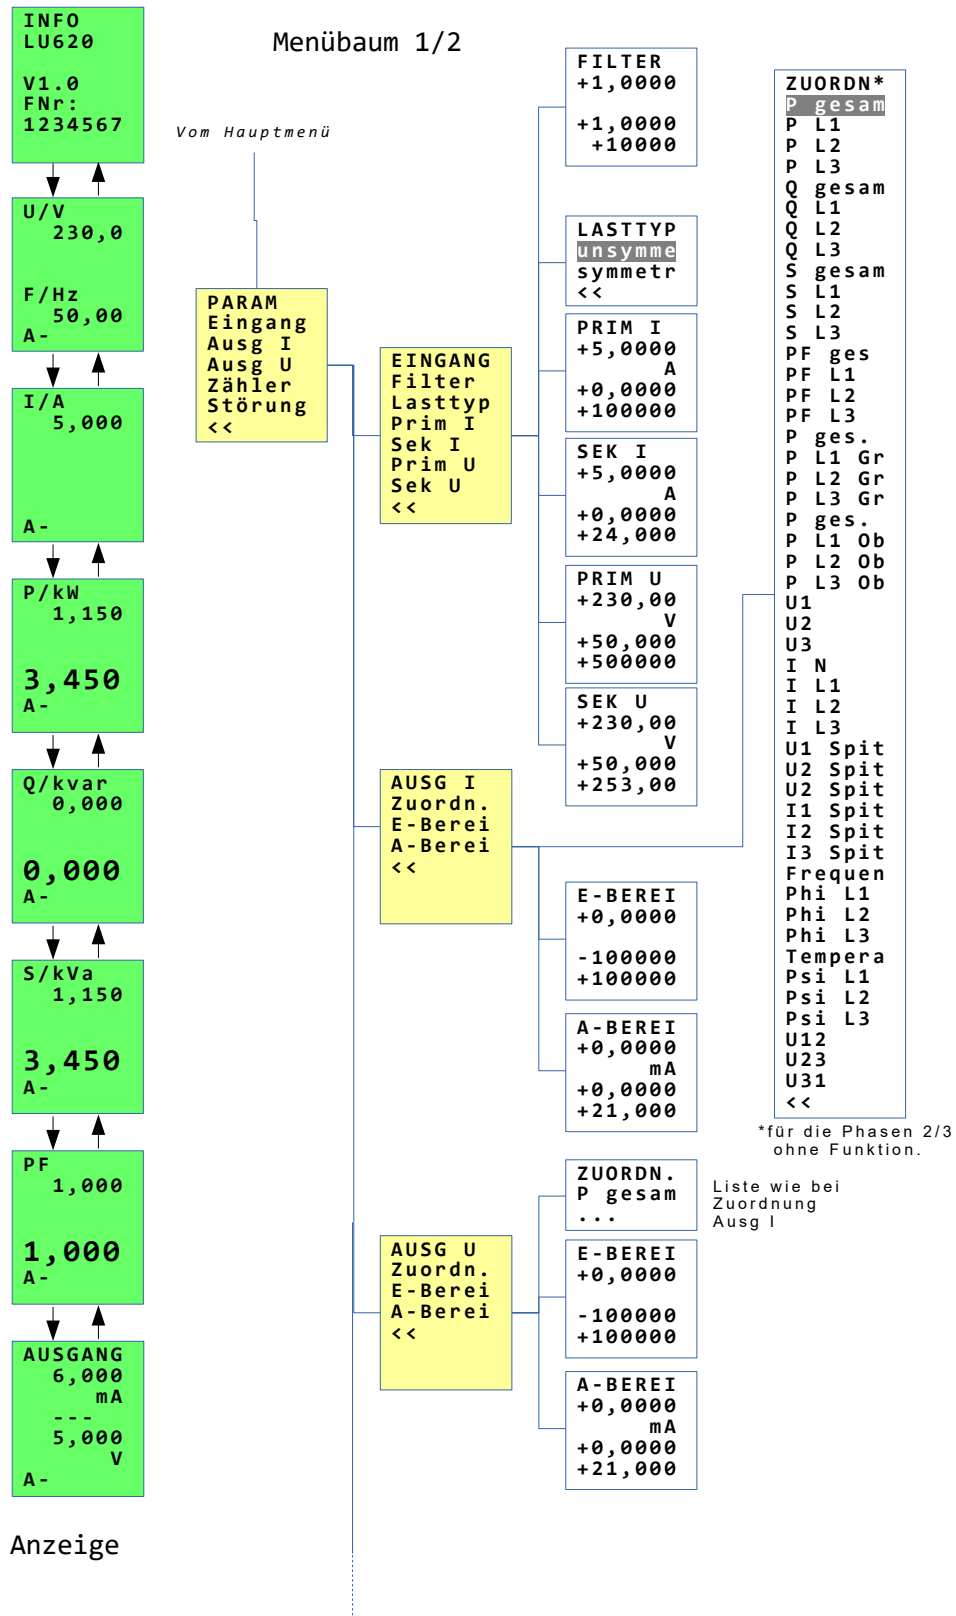 Menübaum 1/2
INFO
LU620
V1.0
FNr:
1234567
U/V
230,0
F/Hz
50,00
A-
I/A
5,000
A-
P/kW
1,150
3,450
A-
Q/kvar
0,000
0,000
A-
S/kVa
1,150
3,450
A-
PF
1,000
1,000
A-
AUSGANG
6,000
mA
---
5,000
V
A-
Anzeige
Vom Hauptmenü
PARAM
Eingang
Ausg I
Ausg U
Zähler
Störung
<<
EINGANG
Filter
Lasttyp
Prim I
Sek I
Prim U
Sek U
<<
AUSG I
Zuordn.
E-Berei
A-Berei
<<
AUSG U
Zuordn.
E-Berei
A-Berei
<<
FILTER
+1,0000
+1,0000
+10000
LASTTYP
unsymme
symmetr
<<
PRIM I
+5,0000
A
+0,0000
+100000
SEK I
+5,0000
A
+0,0000
+24,000
PRIM U
+230,00
V
+50,000
+500000
SEK U
+230,00
V
+50,000
+253,00
E-BEREI
+0,0000
-100000
+100000
A-BEREI
+0,0000
mA
+0,0000
+21,000
ZUORDN.
P gesam
...
Liste wie bei
Zuordnung
Ausg I
E-BEREI
+0,0000
-100000
+100000
A-BEREI
+0,0000
mA
+0,0000
+21,000
ZUORDN*
P gesam
P L1
P L2
P L3
Q gesam
Q L1
Q L2
Q L3
S gesam
S L1
S L2
S L3
PF ges
PF L1
PF L2
PF L3
P ges.
P L1 Gr
P L2 Gr
P L3 Gr
P ges.
P L1 Ob
P L2 Ob
P L3 Ob
U1
U2
U3
I N
I L1
I L2
I L3
U1 Spit
U2 Spit
U2 Spit
I1 Spit
I2 Spit
I3 Spit
Frequen
Phi L1
Phi L2
Phi L3
Tempera
Psi L1
Psi L2
Psi L3
U12
U23
U31
<<
*für die Phasen 2/3
ohne Funktion.